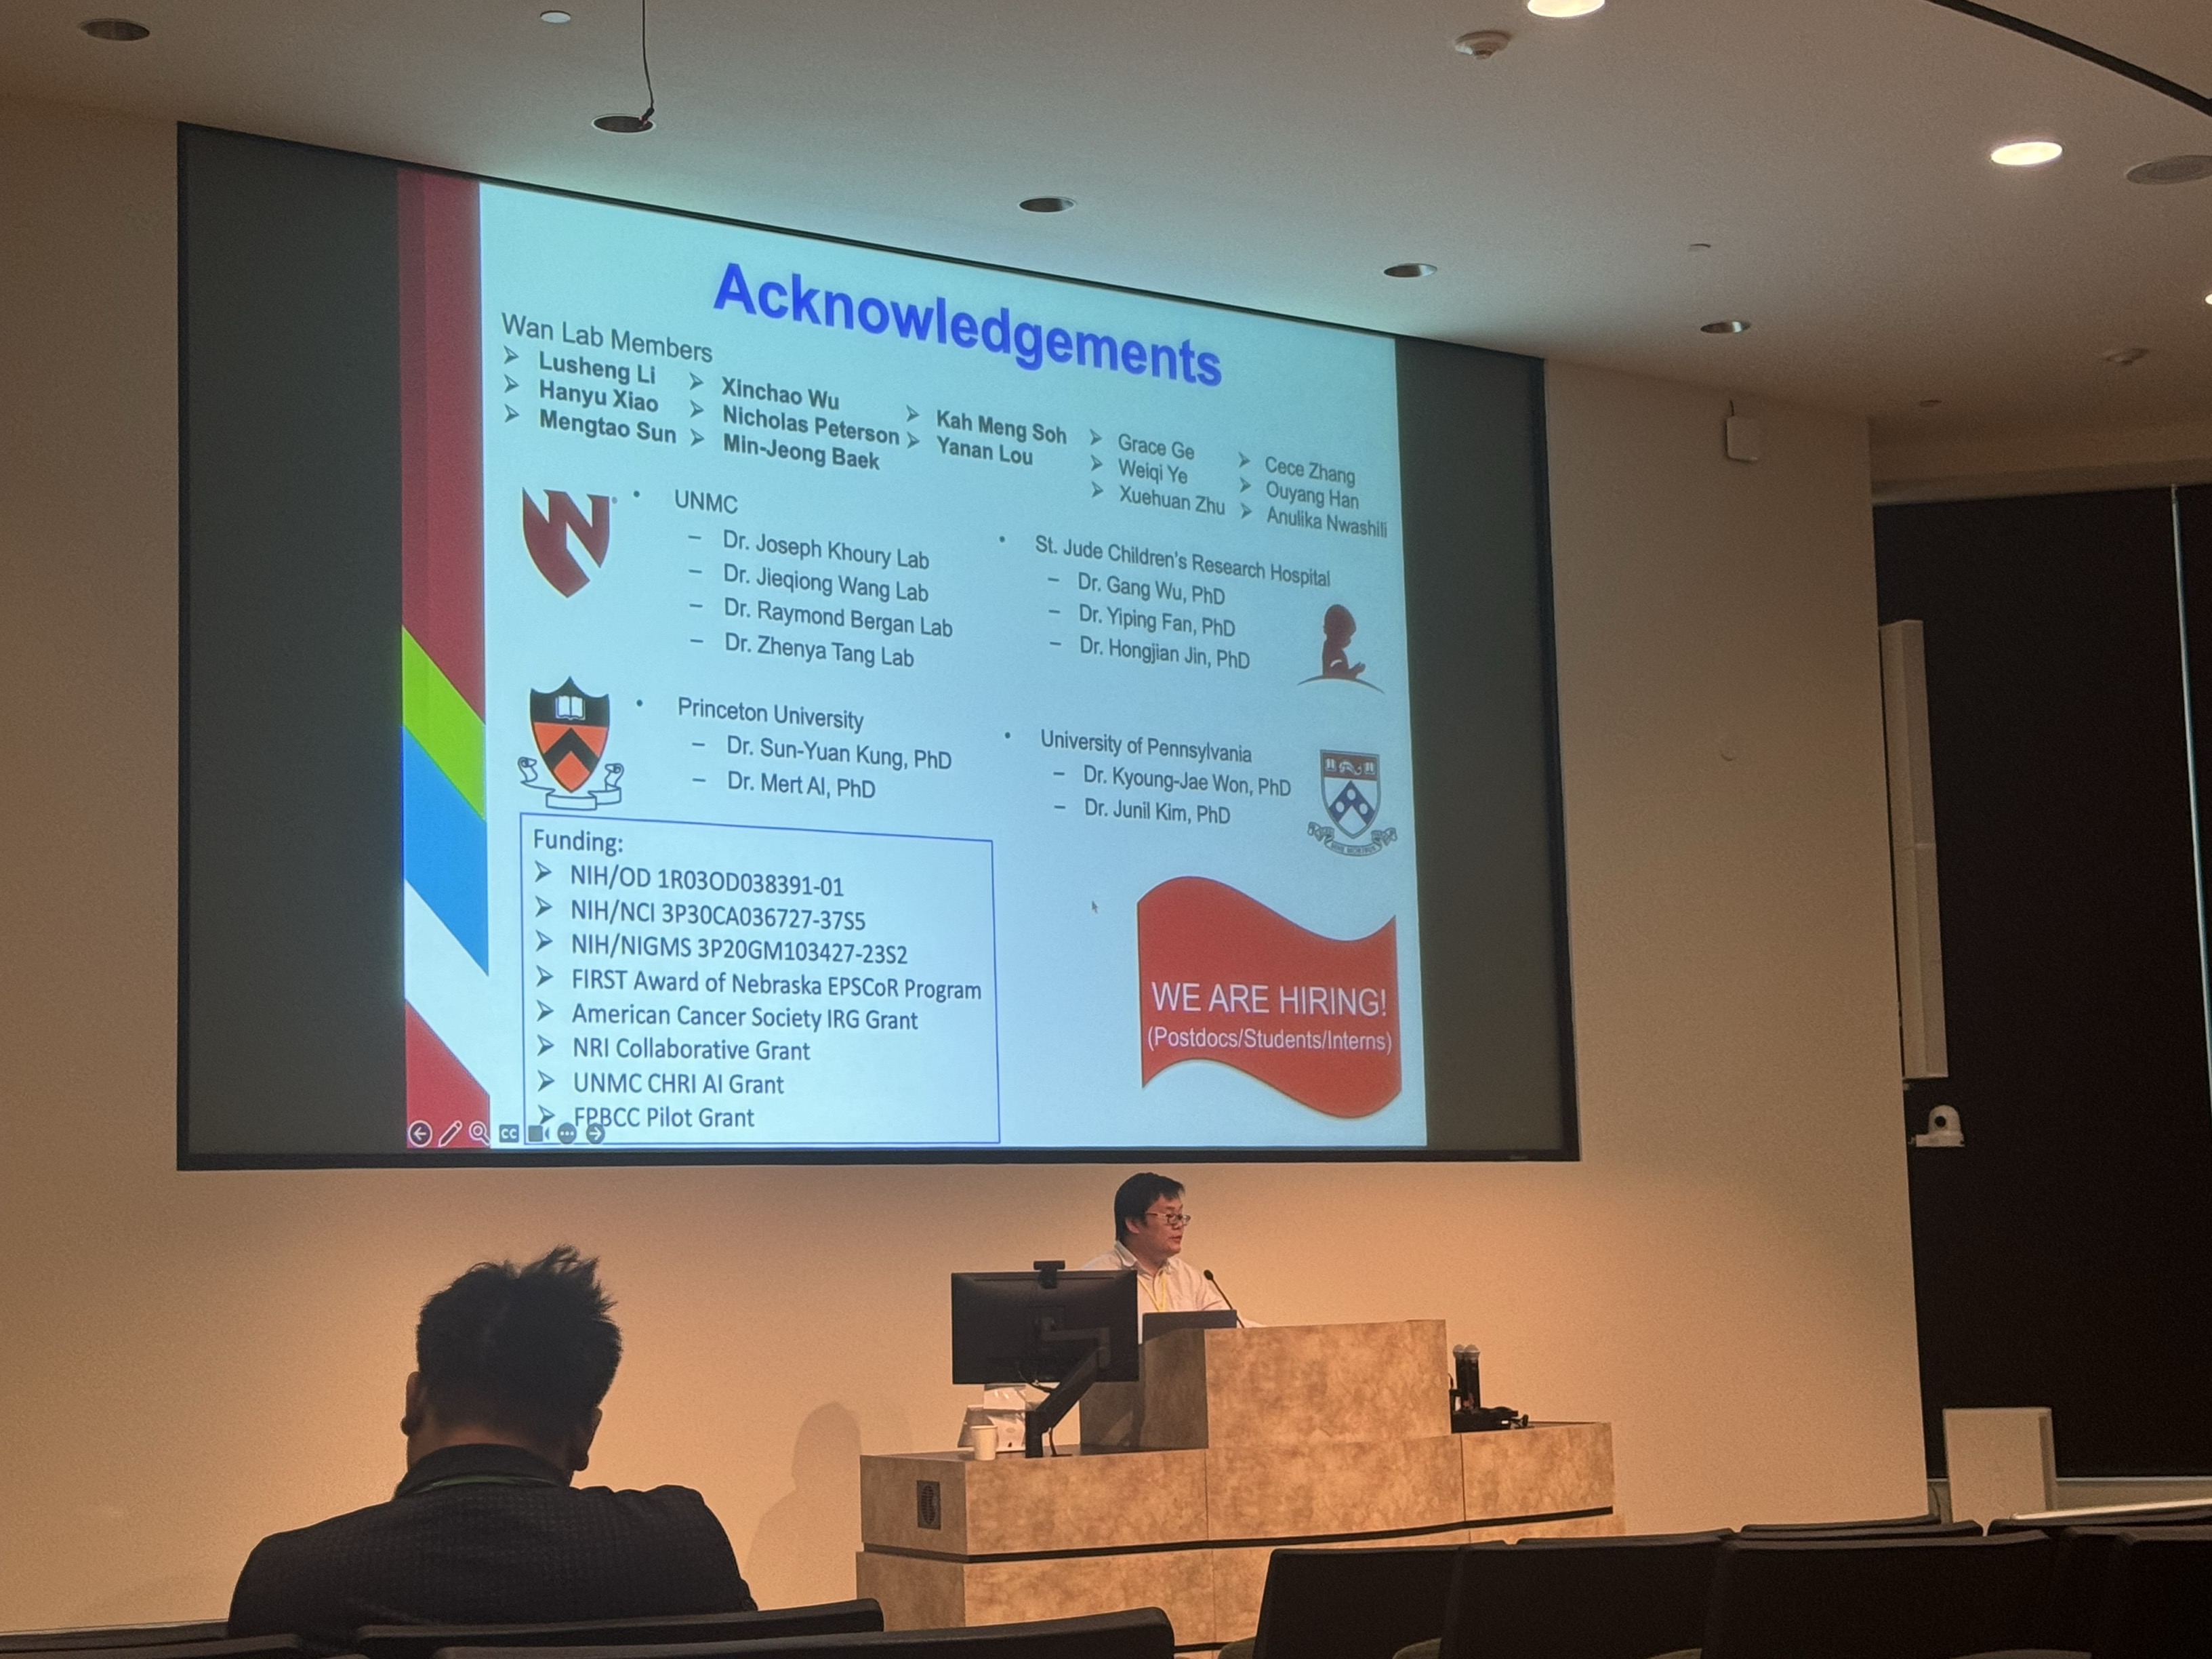 Acknowledgements
Wan Lab Members
➢ Lusheng Li
➢ Hanyu Xiao
➢ Mengtao Sun
➢ Xinchao Wu
➢ Nicholas Peterson
➢ Min-Jeong Baek
➢ Kah Meng Soh
➢ Yanan Lou
➢ Grace Ge
➢ Weiqi Ye
➢ Xuehuan Zhu
➢ Cece Zhang
➢ Ouyang Han
➢ Anulika Nwashili
N
• UNMC
– Dr. Joseph Khoury Lab
– Dr. Jieqiong Wang Lab
– Dr. Raymond Bergan Lab
– Dr. Zhenya Tang Lab
• St. Jude Children's Research Hospital
– Dr. Gang Wu, PhD
– Dr. Yiping Fan, PhD
– Dr. Hongjian Jin, PhD
• Princeton University
– Dr. Sun-Yuan Kung, PhD
– Dr. Mert Al, PhD
• University of Pennsylvania
– Dr. Kyoung-Jae Won, PhD
– Dr. Junil Kim, PhD
Funding:
➢ NIH/OD 1R03OD038391-01
➢ NIH/NCI 3P30CA036727-37S5
➢ NIH/NIGMS 3P20GM103427-23S2
➢ FIRST Award of Nebraska EPSCoR Program
➢ American Cancer Society IRG Grant
➢ NRI Collaborative Grant
➢ UNMC CHRI AI Grant
➢ FPBCC Pilot Grant
WE ARE HIRING!
(Postdocs/Students/Interns)
CC